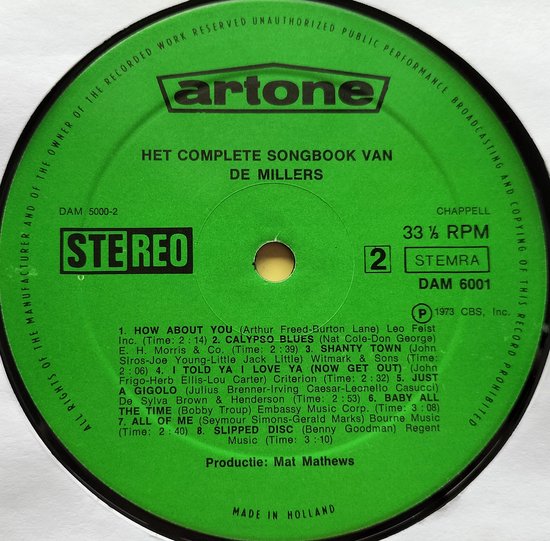 ALL RIGHTS OF THE MANUFACTURER AND OF THE OWNER OF THE RECORDED WORK RESERVED UNAUTHORIZED PUBLIC PERFORMANCE BROADCASTING AND COPYING OF THIS RECORD PROHIBITED
artone
HET COMPLETE SONGBOOK VAN
DE MILLERS
DAM 5000-2
CHAPPELL
STEREO
33⅓ RPM
2 STEMRA
DAM 6001
Ⓟ 1973 CBS, Inc.
1. HOW ABOUT YOU (Arthur Freed-Burton Lane) Leo Feist
Inc. (Time: 2:14) 2. CALYPSO BLUES (Nat Cole-Don George)
E. H. Morris & Co. (Time: 2:39) 3. SHANTY TOWN (John
Siros-Joe Young-Little Jack Little) Witmark & Sons (Time:
2:06) 4. I TOLD YA I LOVE YA (NOW GET OUT) (John
Frigo-Herb Ellis-Lou Carter) Criterion (Time: 2:32) 5. JUST
A GIGOLO (Julius Brenner-Irving Caesar-Lecnello Casucci)
De Sylva Brown & Henderson (Time: 2:53) 6. BABY ALL
THE TIME (Bobby Troup) Embassy Music Corp. (Time: 3:08)
7. ALL OF ME (Seymour Simons-Gerald Marks) Bourne Music
(Time: 2:40) 8. SLIPPED DISC (Benny Goodman) Regent
Music (Time: 3:10)
Productie: Mat Mathews
MADE IN HOLLAND